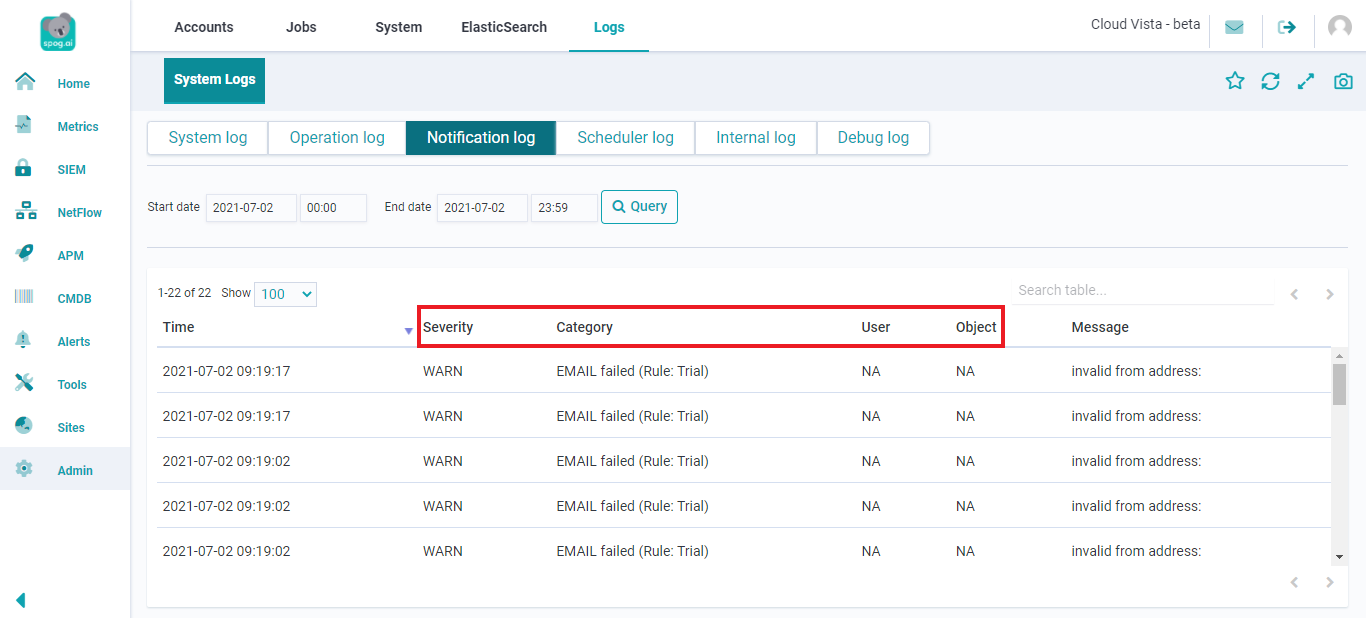 spog.ai
Accounts Jobs System ElasticSearch Logs
Cloud Vista - beta
Home
Metrics
SIEM
NetFlow
APM
CMDB
Alerts
Tools
Sites
Admin
System Logs
System log Operation log Notification log Scheduler log Internal log Debug log
Start date 2021-07-02 00:00 End date 2021-07-02 23:59 Query
1-22 of 22 Show 100 Search table...
Time Severity Category User Object Message
2021-07-02 09:19:17 WARN EMAIL failed (Rule: Trial) NA NA invalid from address:
2021-07-02 09:19:17 WARN EMAIL failed (Rule: Trial) NA NA invalid from address:
2021-07-02 09:19:02 WARN EMAIL failed (Rule: Trial) NA NA invalid from address:
2021-07-02 09:19:02 WARN EMAIL failed (Rule: Trial) NA NA invalid from address:
2021-07-02 09:19:02 WARN EMAIL failed (Rule: Trial) NA NA invalid from address: